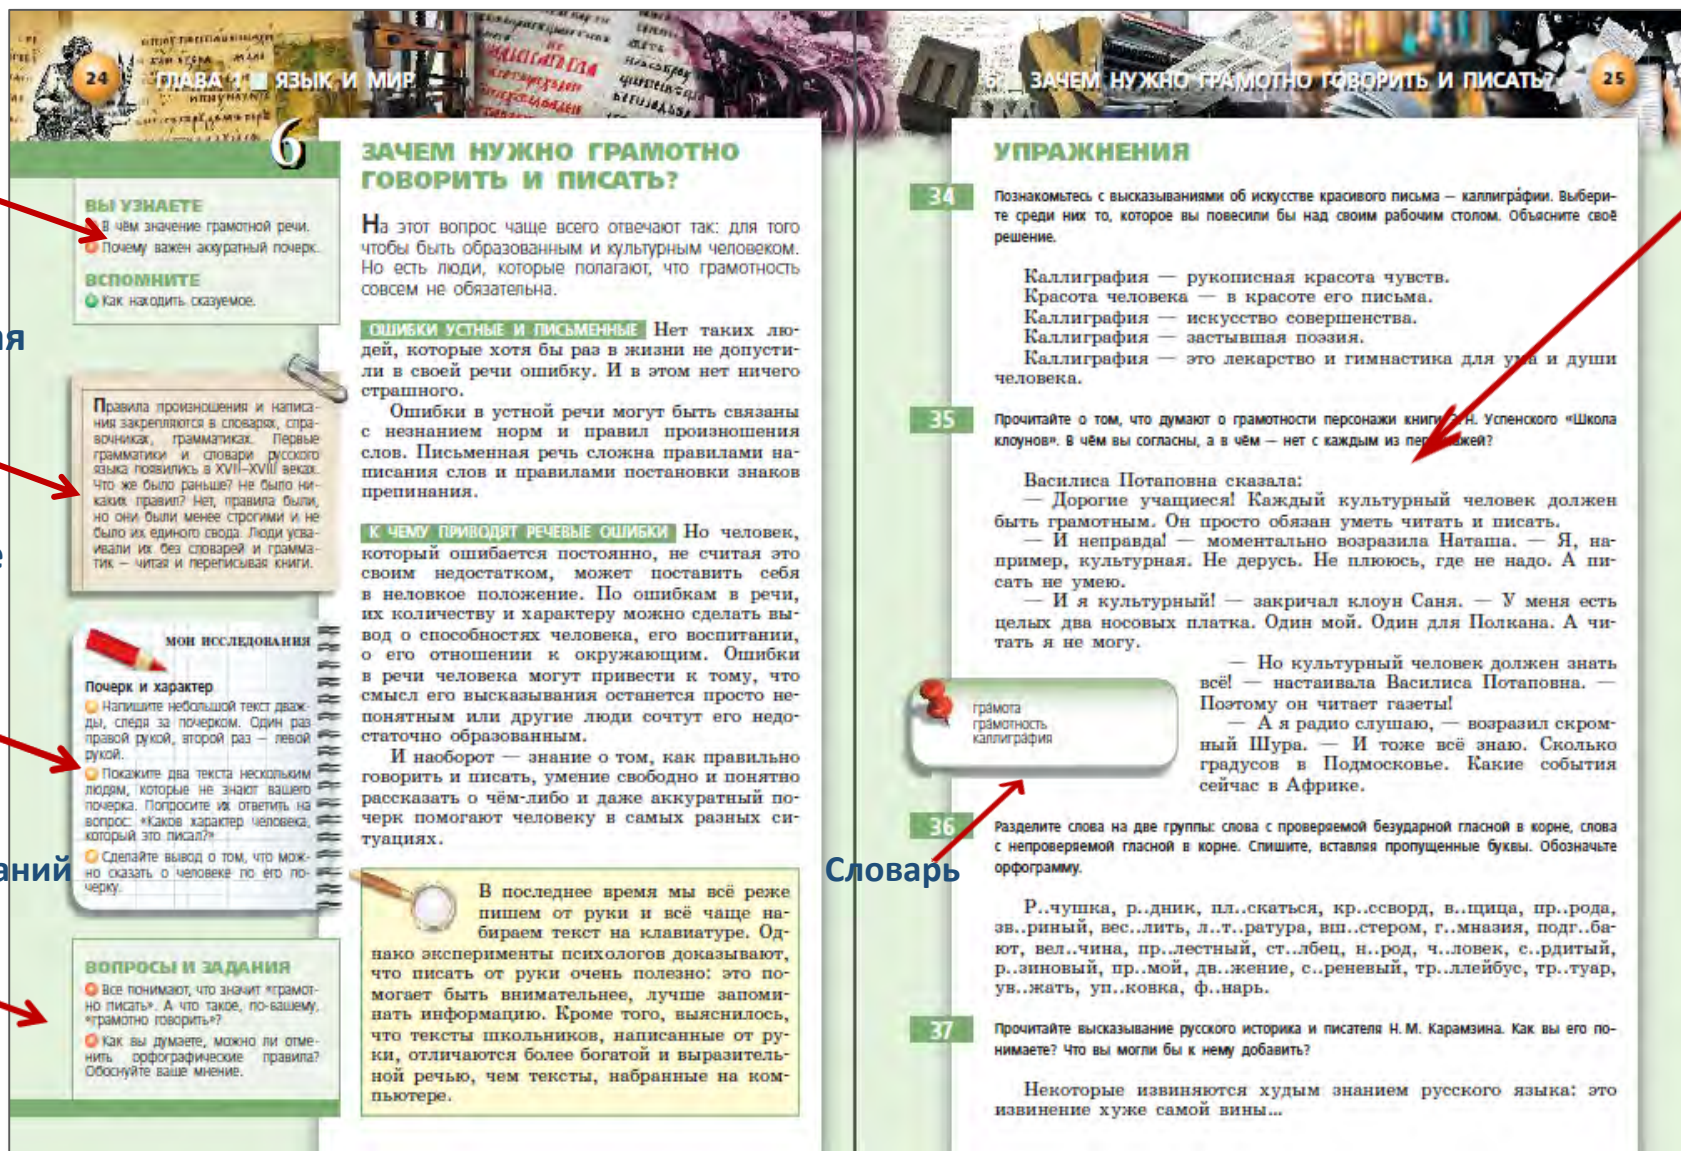 24
ГЛАВА 1 ■ ЯЗЫК И МИР
6
ВЫ УЗНАЕТЕ
В чём значение грамотной речи.
Почему важен аккуратный почерк.
ВСПОМНИТЕ
Как находить сказуемое.
ая
Правила произношения и написа-
ния закрепляются в словарях, спра-
вочниках, грамматиках. Первые
грамматики и словари русского
языка появились в XVII–XVIII веках.
Что же было раньше? Не было ни-
каких правил? Нет, правила были,
но они были менее строгими и не
было их единого свода. Люди усва-
ивали их без словарей и грамма-
тик — читая и переписывая книги.
е
МОИ ИССЛЕДОВАНИЯ
Почерк и характер
Напишите небольшой текст дваж-
ды, следя за почерком. Один раз
правой рукой, второй раз — левой
рукой.
Покажите два текста нескольким
людям, которые не знают вашего
почерка. Попросите их ответить на
вопрос: «Каков характер человека,
который это писал?»
Сделайте вывод о том, что мож-
но сказать о человеке по его по-
черку.
аний
ВОПРОСЫ И ЗАДАНИЯ
Все понимают, что значит «грамот-
но писать». А что такое, по-вашему,
«грамотно говорить»?
Как вы думаете, можно ли отме-
нить орфографические правила?
Обоснуйте ваше мнение.
ЗАЧЕМ НУЖНО ГРАМОТНО
ГОВОРИТЬ И ПИСАТЬ?
На этот вопрос чаще всего отвечают так: для того
чтобы быть образованным и культурным человеком.
Но есть люди, которые полагают, что грамотность
совсем не обязательна.
ОШИБКИ УСТНЫЕ И ПИСЬМЕННЫЕ Нет таких лю-
дей, которые хотя бы раз в жизни не допусти-
ли в своей речи ошибку. И в этом нет ничего
страшного.
Ошибки в устной речи могут быть связаны
с незнанием норм и правил произношения
слов. Письменная речь сложна правилами на-
писания слов и правилами постановки знаков
препинания.
К ЧЕМУ ПРИВОДЯТ РЕЧЕВЫЕ ОШИБКИ Но человек,
который ошибается постоянно, не считая это
своим недостатком, может поставить себя
в неловкое положение. По ошибкам в речи,
их количеству и характеру можно сделать вы-
вод о способностях человека, его воспитании,
о его отношении к окружающим. Ошибки
в речи человека могут привести к тому, что
смысл его высказывания останется просто не-
понятным или другие люди сочтут его недо-
статочно образованным.
И наоборот — знание о том, как правильно
говорить и писать, умение свободно и понятно
рассказать о чём-либо и даже аккуратный по-
черк помогают человеку в самых разных си-
туациях.
В последнее время мы всё реже
пишем от руки и всё чаще на-
бираем текст на клавиатуре. Од-
нако эксперименты психологов доказывают,
что писать от руки очень полезно: это по-
могает быть внимательнее, лучше запоми-
нать информацию. Кроме того, выяснилось,
что тексты школьников, написанные от ру-
ки, отличаются более богатой и выразитель-
ной речью, чем тексты, набранные на ком-
пьютере.
ЗАЧЕМ НУЖНО ГРАМОТНО ГОВОРИТЬ И ПИСАТЬ?
25
УПРАЖНЕНИЯ
34
Познакомьтесь с высказываниями об искусстве красивого письма — каллигра́фии. Выбери-
те среди них то, которое вы повесили бы над своим рабочим столом. Объясните своё
решение.
Каллиграфия — рукописная красота чувств.
Красота человека — в красоте его письма.
Каллиграфия — искусство совершенства.
Каллиграфия — застывшая поэзия.
Каллиграфия — это лекарство и гимнастика для ума и души
человека.
35
Прочитайте о том, что думают о грамотности персонажи книги Э. Н. Успенского «Школа
клоунов». В чём вы согласны, а в чём — нет с каждым из персонажей?
Василиса Потаповна сказала:
— Дорогие учащиеся! Каждый культурный человек должен
быть грамотным. Он просто обязан уметь читать и писать.
— И неправда! — моментально возразила Наташа. — Я, на-
пример, культурная. Не дерусь. Не плююсь, где не надо. А пи-
сать не умею.
— И я культурный! — закричал клоун Саня. — У меня есть
целых два носовых платка. Один мой. Один для Полкана. А чи-
тать я не могу.
— Но культурный человек должен знать
всё! — настаивала Василиса Потаповна. —
Поэтому он читает газеты!
— А я радио слушаю, — возразил скром-
ный Шура. — И тоже всё знаю. Сколько
градусов в Подмосковье. Какие события
сейчас в Африке.
гра́мота
гра́мотность
каллигра́фия
Словарь
36
Разделите слова на две группы: слова с проверяемой безударной гласной в корне, слова
с непроверяемой гласной в корне. Спишите, вставляя пропущенные буквы. Обозначьте
орфограмму.
Р..чушка, р..дник, пл..скаться, кр..ссворд, в..щица, пр..рода,
зв..риный, вес..лить, л..т..ратура, вш..стером, г..мназия, подг..ба-
ют, вел..чина, пр..лестный, ст..лбец, н..род, ч..ловек, с..рдитый,
р..зиновый, пр..мой, дв..жение, с..реневый, тр..ллейбус, тр..туар,
ув..жать, уп..ковка, ф..нарь.
37
Прочитайте высказывание русского историка и писателя Н. М. Карамзина. Как вы его по-
нимаете? Что вы могли бы к нему добавить?
Некоторые извиняются худым знанием русского языка: это
извинение хуже самой вины...